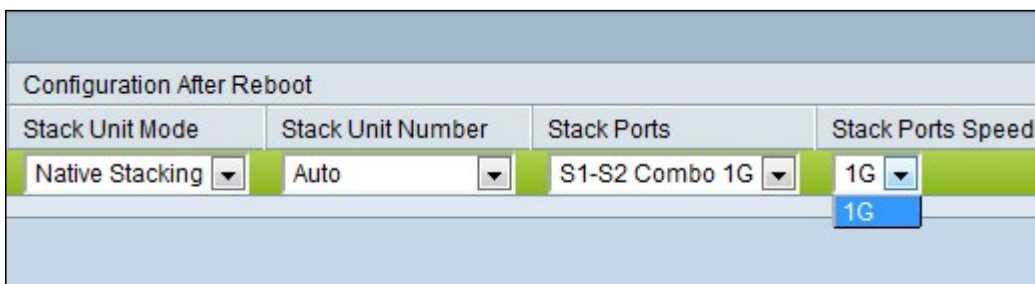 Configuration After Reboot
Stack Unit Mode Stack Unit Number Stack Ports Stack Ports Speed
Native Stacking Auto S1-S2 Combo 1G 1G
1G